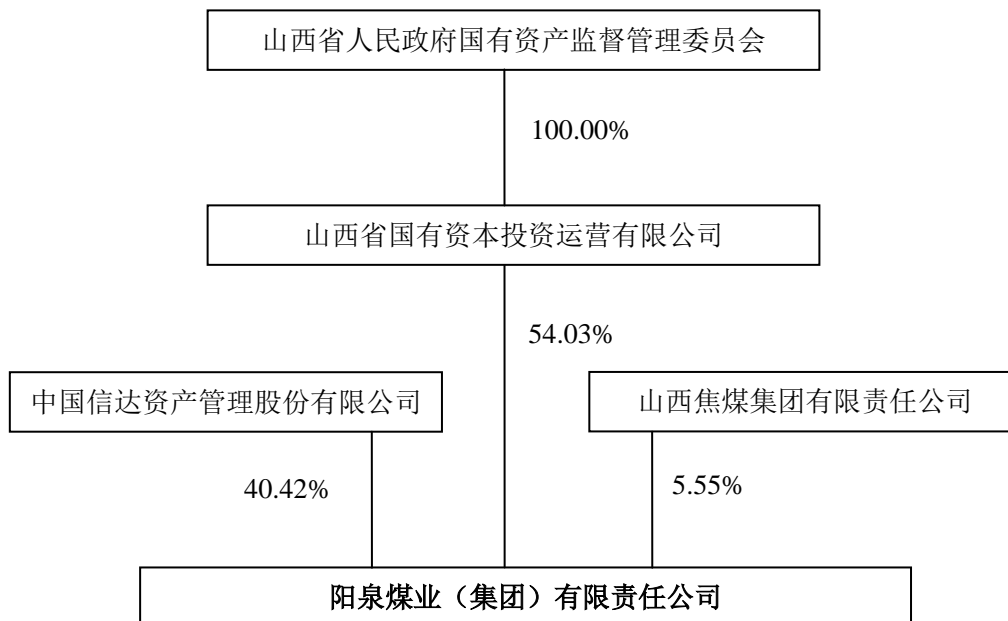 山西省人民政府国有资产监督管理委员会
100.00%
山西省国有资本投资运营有限公司
54.03%
中国信达资产管理股份有限公司
山西焦煤集团有限责任公司
40.42%
5.55%
阳泉煤业（集团）有限责任公司